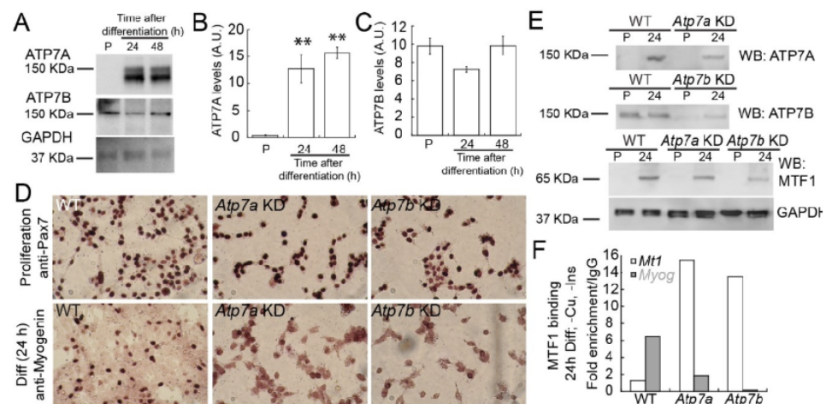 A
Time after
differentiation (h)
P 24 48
ATP7A
150 KDa
ATP7B
150 KDa
GAPDH
37 KDa
B
ATP7A levels (A.U.)
20
15
10
5
0
** **
P 24 48
Time after
differentiation (h)
C
ATP7B levels (A.U.)
12
10
8
6
4
2
0
P 24 48
Time after
differentiation (h)
D
Proliferation
anti-Pax7
WT Atp7a KD Atp7b KD
Diff (24 h)
anti-Myogenin
WT Atp7a KD Atp7b KD
E
WT Atp7a KD
P 24 P 24
150 KDa WB: ATP7A
WT Atp7b KD
P 24 P 24
150 KDa WB: ATP7B
WT Atp7a KD Atp7b KD
P 24 P 24 P 24 WB:
65 KDa MTF1
37 KDa GAPDH
F
MTF1 binding
24h Diff; -Cu, -Ins
Fold enrichment/IgG
16
14
12
10
8
6
4
2
0
Mt1
Myog
WT Atp7a Atp7b